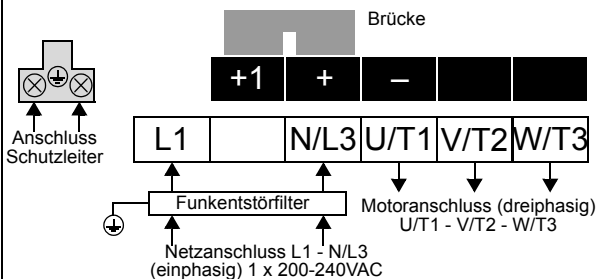 Brücke
+1 + –
Anschluss
Schutzleiter
L1 N/L3 U/T1 V/T2 W/T3
Funkentstörfilter
Motoranschluss (dreiphasig)
U/T1 - V/T2 - W/T3
Netzanschluss L1 - N/L3
(einphasig) 1 x 200-240VAC